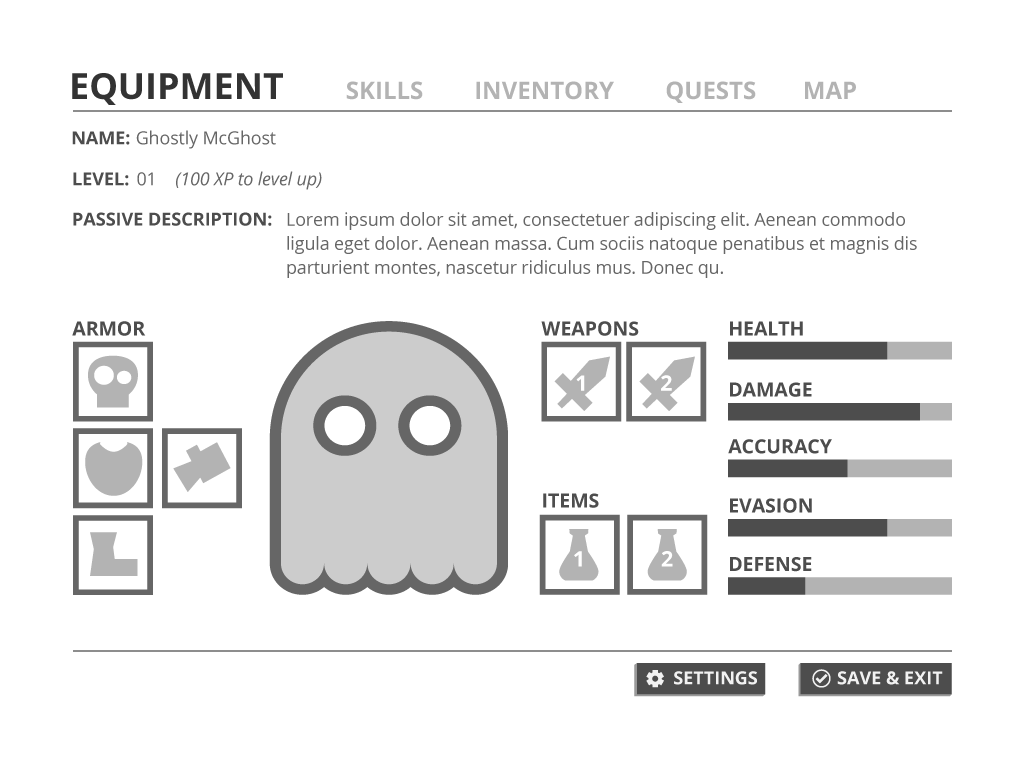 EQUIPMENT SKILLS INVENTORY QUESTS MAP
NAME: Ghostly McGhost
LEVEL: 01 (100 XP to level up)
PASSIVE DESCRIPTION: Lorem ipsum dolor sit amet, consectetuer adipiscing elit. Aenean commodo
ligula eget dolor. Aenean massa. Cum sociis natoque penatibus et magnis dis
parturient montes, nascetur ridiculus mus. Donec qu.
ARMOR
WEAPONS
1 2
ITEMS
1 2
HEALTH
DAMAGE
ACCURACY
EVASION
DEFENSE
SETTINGS SAVE & EXIT